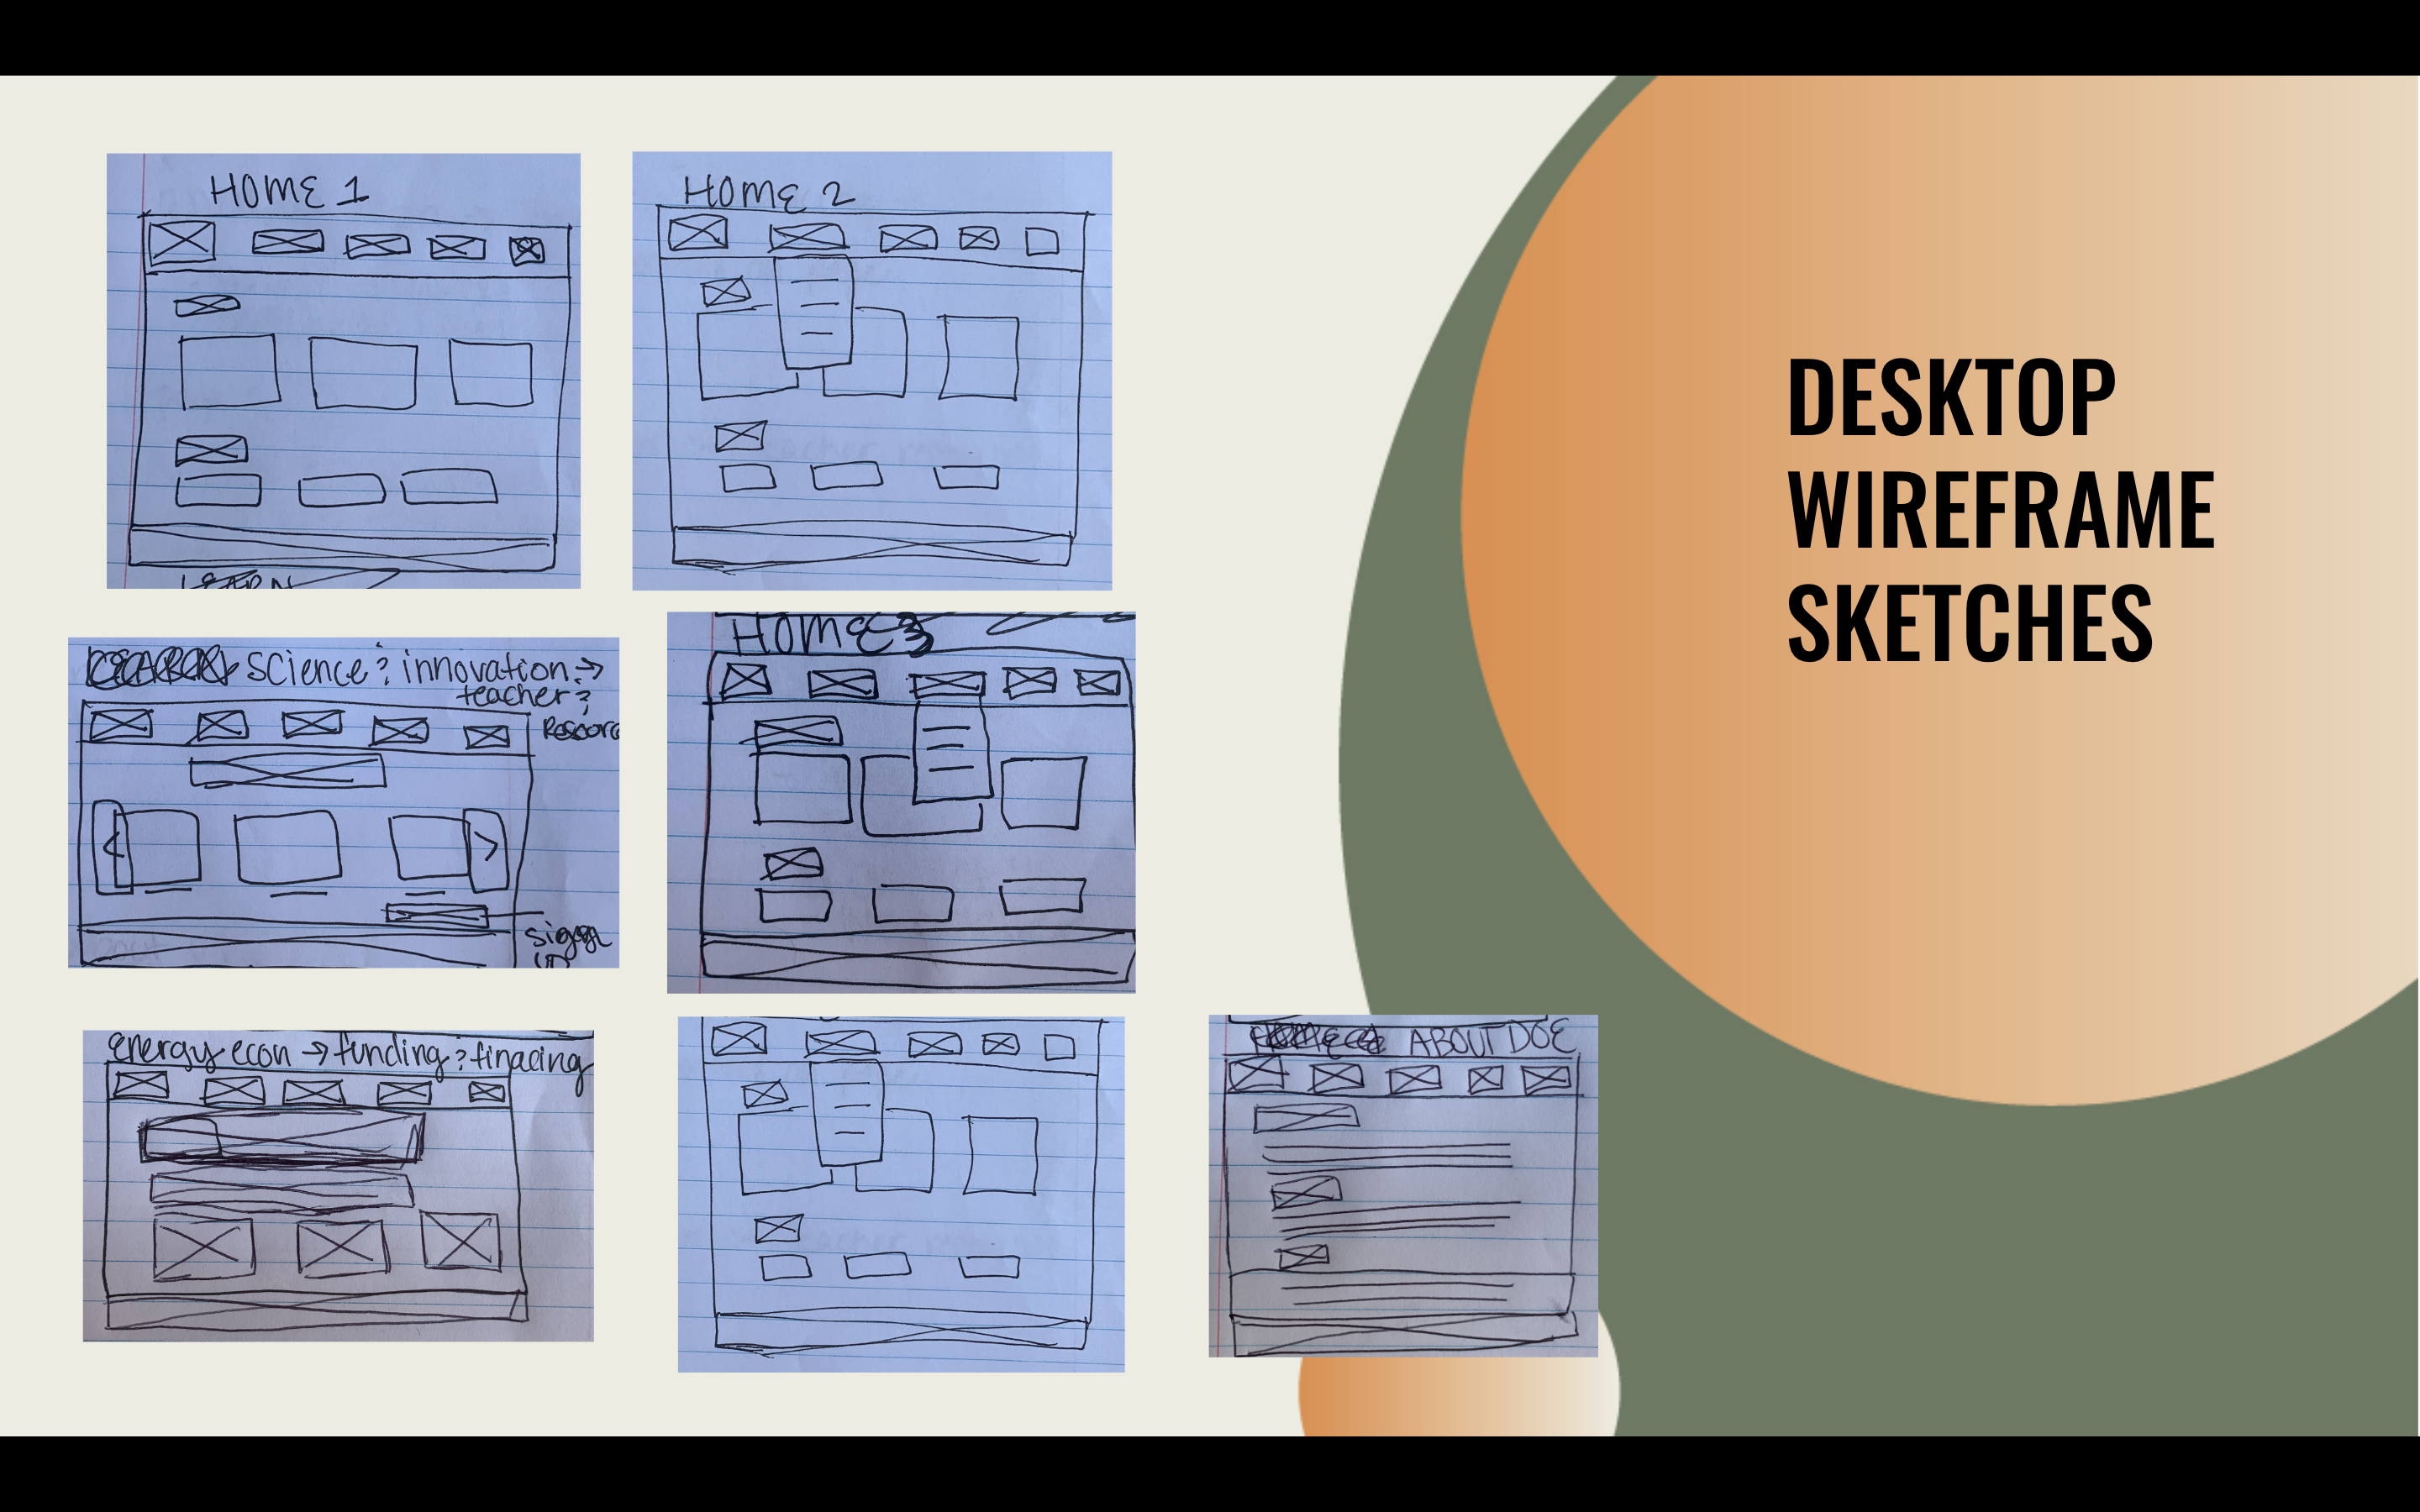 HOME 1
HOME 2
DESKTOP
WIREFRAME
SKETCHES
LEARN
HOME 3
LEARN science & innovation →
teacher &
Resourc
sign
up
energy econ → funding & finacing
ABOUT DOE